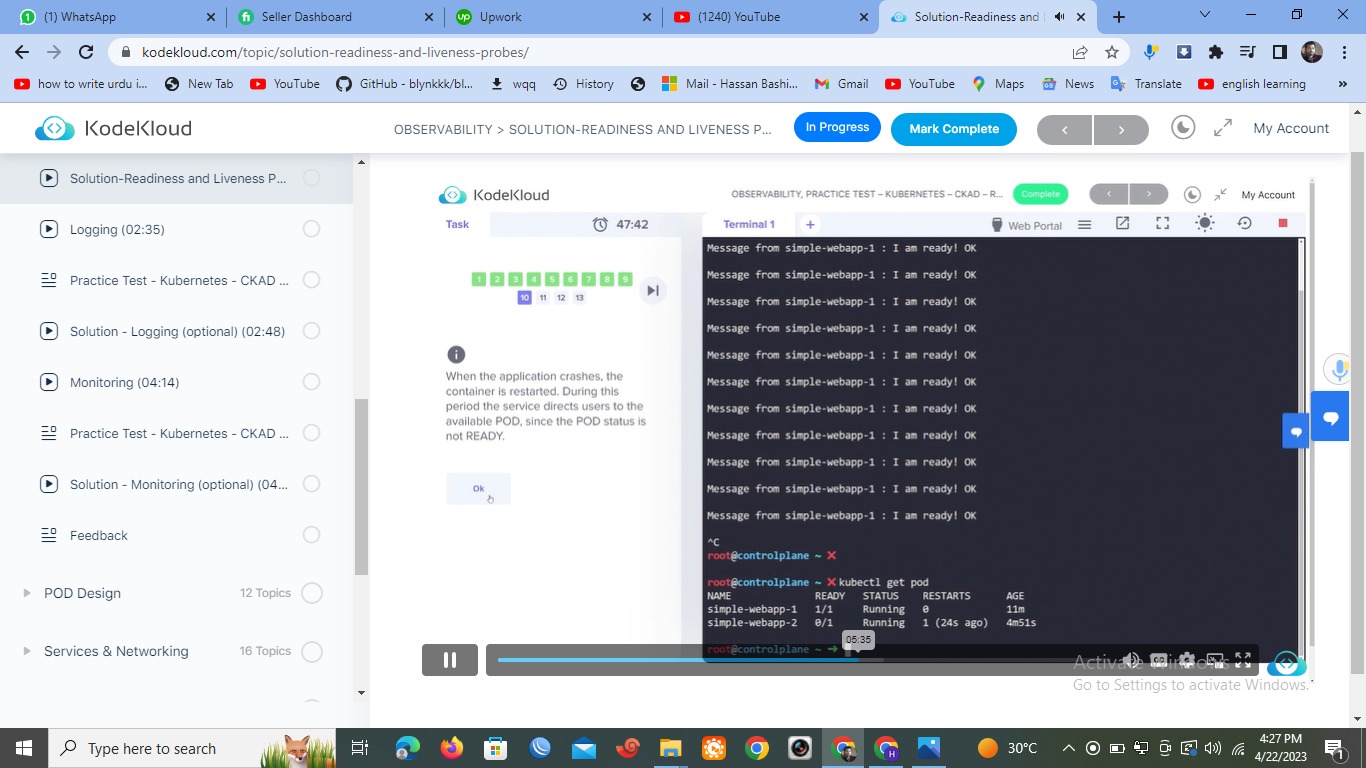 (1) WhatsApp
Seller Dashboard
Upwork
(1240) YouTube
Solution-Readiness and L
kodekloud.com/topic/solution-readiness-and-liveness-probes/
how to write urdu i...
New Tab
YouTube
GitHub - blynkkk/bl...
wqq
History
Mail - Hassan Bashi...
Gmail
YouTube
Maps
News
Translate
english learning
»
KodeKloud
OBSERVABILITY > SOLUTION-READINESS AND LIVENESS P...
In Progress
Mark Complete
My Account
Solution-Readiness and Liveness P...
Logging (02:35)
Practice Test - Kubernetes - CKAD ...
Solution - Logging (optional) (02:48)
Monitoring (04:14)
Practice Test - Kubernetes - CKAD ...
Solution - Monitoring (optional) (04...
Feedback
POD Design 12 Topics
Services & Networking 16 Topics
KodeKloud
OBSERVABILITY, PRACTICE TEST – KUBERNETES – CKAD – R...
Complete
My Account
Task
47:42
Terminal 1
+
Web Portal
1 2 3 4 5 6 7 8 9
10 11 12 13
When the application crashes, the
container is restarted. During this
period the service directs users to the
available POD, since the POD status is
not READY.
Ok
Message from simple-webapp-1 : I am ready! OK
Message from simple-webapp-1 : I am ready! OK
Message from simple-webapp-1 : I am ready! OK
Message from simple-webapp-1 : I am ready! OK
Message from simple-webapp-1 : I am ready! OK
Message from simple-webapp-1 : I am ready! OK
Message from simple-webapp-1 : I am ready! OK
Message from simple-webapp-1 : I am ready! OK
Message from simple-webapp-1 : I am ready! OK
Message from simple-webapp-1 : I am ready! OK
Message from simple-webapp-1 : I am ready! OK
^C
root@controlplane ~ ✕
root@controlplane ~ ✕ kubectl get pod
NAME READY STATUS RESTARTS AGE
simple-webapp-1 1/1 Running 0 11m
simple-webapp-2 0/1 Running 1 (24s ago) 4m51s
root@controlplane ~ ➜
05:35
Activate Windows
Go to Settings to activate Windows.
Type here to search
30°C
4:27 PM
4/22/2023
1